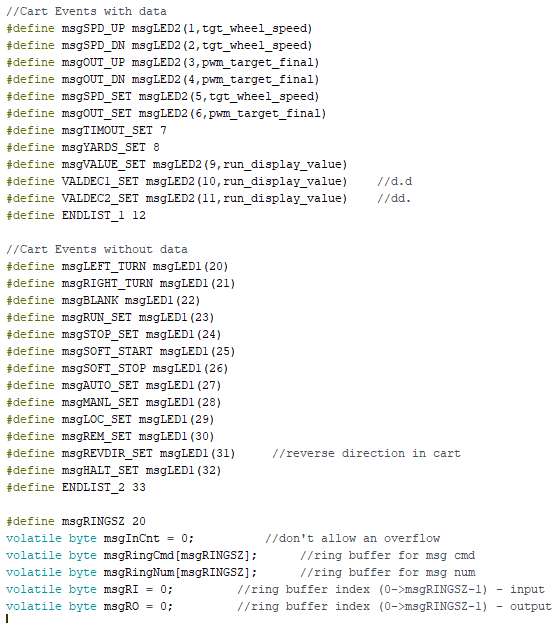 //Cart Events with data
#define msgSPD_UP msgLED2(1,tgt_wheel_speed)
#define msgSPD_DN msgLED2(2,tgt_wheel_speed)
#define msgOUT_UP msgLED2(3,pwm_target_final)
#define msgOUT_DN msgLED2(4,pwm_target_final)
#define msgSPD_SET msgLED2(5,tgt_wheel_speed)
#define msgOUT_SET msgLED2(6,pwm_target_final)
#define msgTIMOUT_SET 7
#define msgYARDS_SET 8
#define msgVALUE_SET msgLED2(9,run_display_value)
#define VALDEC1_SET msgLED2(10,run_display_value)    //d.d
#define VALDEC2_SET msgLED2(11,run_display_value)    //dd.
#define ENDLIST_1 12
//Cart Events without data
#define msgLEFT_TURN msgLED1(20)
#define msgRIGHT_TURN msgLED1(21)
#define msgBLANK msgLED1(22)
#define msgRUN_SET msgLED1(23)
#define msgSTOP_SET msgLED1(24)
#define msgSOFT_START msgLED1(25)
#define msgSOFT_STOP msgLED1(26)
#define msgAUTO_SET msgLED1(27)
#define msgMANL_SET msgLED1(28)
#define msgLOC_SET msgLED1(29)
#define msgREM_SET msgLED1(30)
#define msgREVDIR_SET msgLED1(31)     //reverse direction in cart
#define msgHALT_SET msgLED1(32)
#define ENDLIST_2 33
#define msgRINGSZ 20
volatile byte msgInCnt = 0;          //don't allow an overflow
volatile byte msgRingCmd[msgRINGSZ];      //ring buffer for msg cmd
volatile byte msgRingNum[msgRINGSZ];      //ring buffer for msg num
volatile byte msgRI = 0;         //ring buffer index (0->msgRINGSZ-1) - input
volatile byte msgRO = 0;         //ring buffer index (0->msgRINGSZ-1) - output